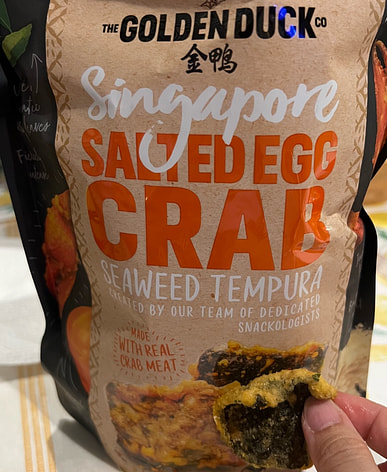 THE GOLDEN DUCK CO
金鴨
Singapore
SALTED EGG
CRAB
SEAWEED TEMPURA
CREATED BY OUR TEAM OF DEDICATED
SNACKOLOGISTS
MADE
WITH REAL
CRAB MEAT